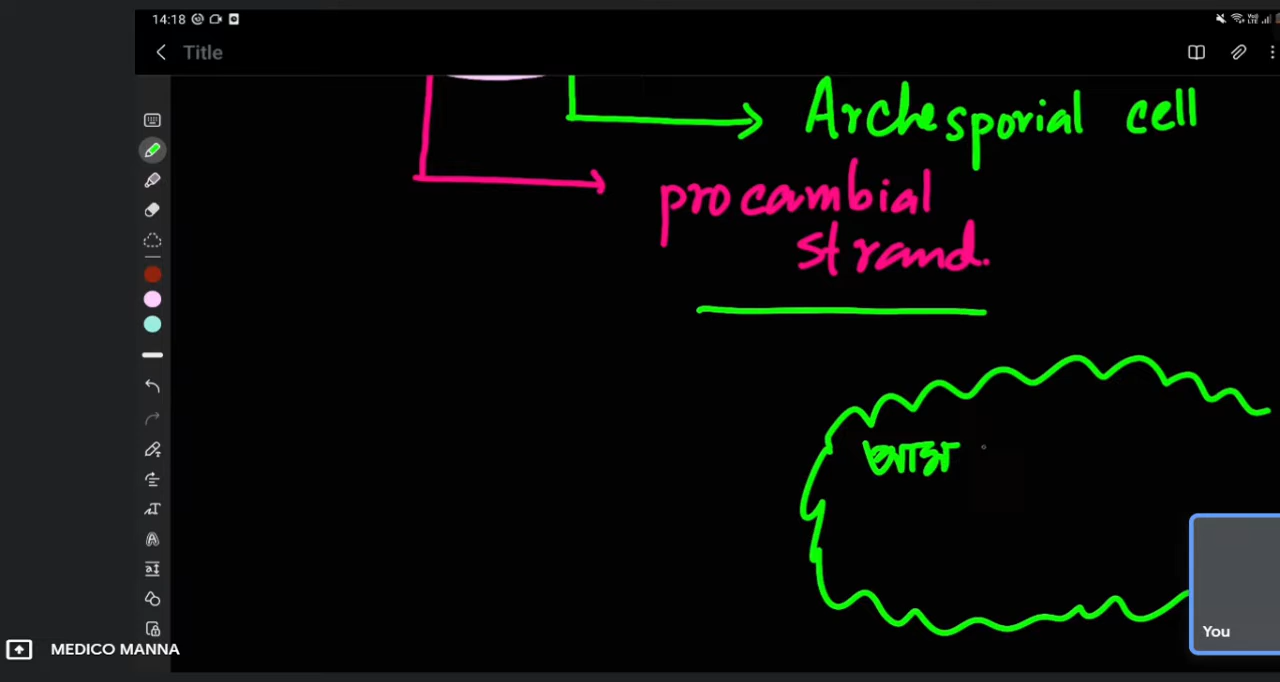 14:18
Title
Archesporial cell
procambial
strand.
You
MEDICO MANNA